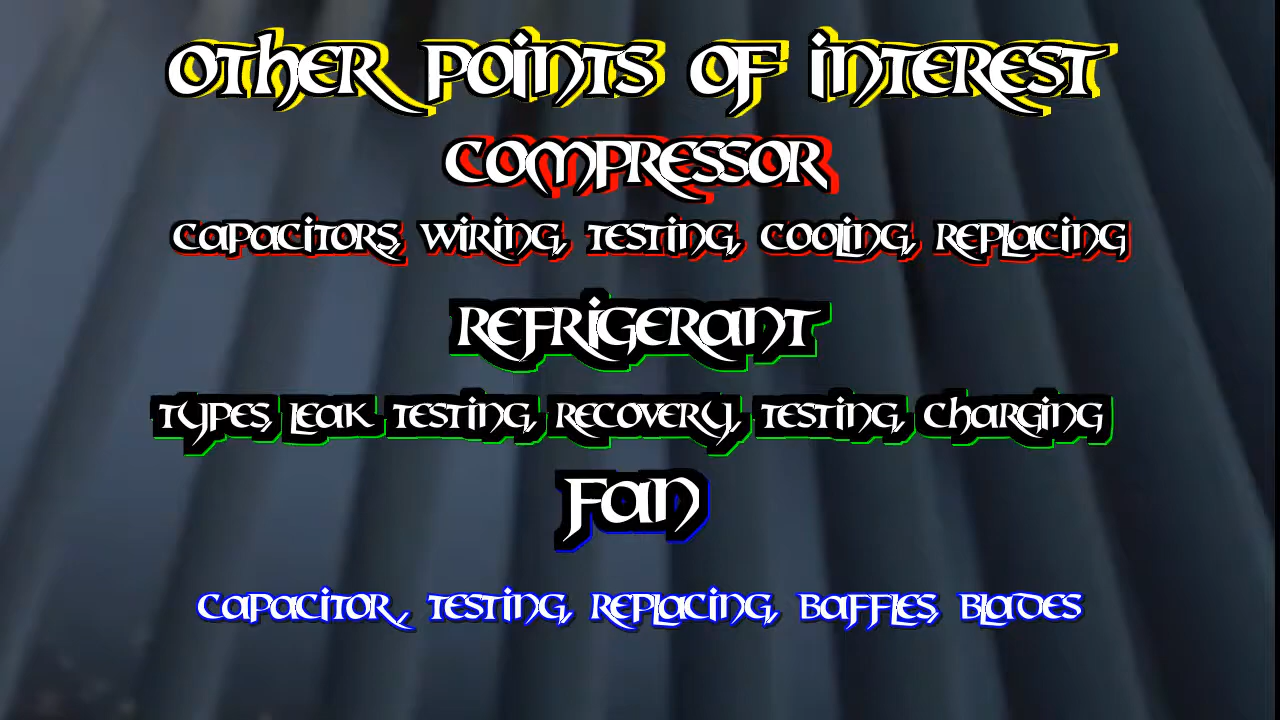 OTHER POINTS OF INTEREST
COMPRESSOR
CAPACITORS, WIRING, TESTING, COOLING, REPLACING
REFRIGERANT
TYPES, LEAK TESTING, RECOVERY, TESTING, CHARGING
FAN
CAPACITOR, TESTING, REPLACING, BAFFLES, BLADES